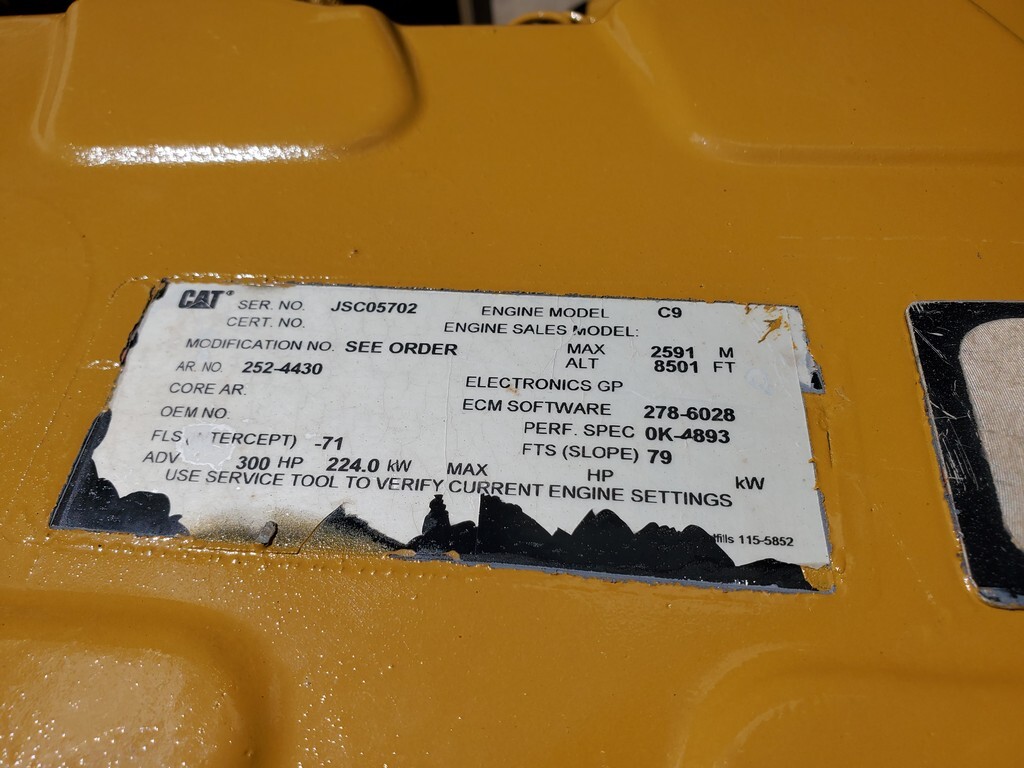 CAT® SER. NO. JSC05702 ENGINE MODEL C9
CERT. NO. ENGINE SALES MODEL:
MODIFICATION NO. SEE ORDER MAX 2591 M
ALT 8501 FT
AR. NO. 252-4430 ELECTRONICS GP
CORE AR. ECM SOFTWARE 278-6028
OEM NO. PERF. SPEC 0K-4893
FLS ( TERCEPT) -71 FTS (SLOPE) 79
ADV 300 HP 224.0 kW MAX HP kW
USE SERVICE TOOL TO VERIFY CURRENT ENGINE SETTINGS
115-5852